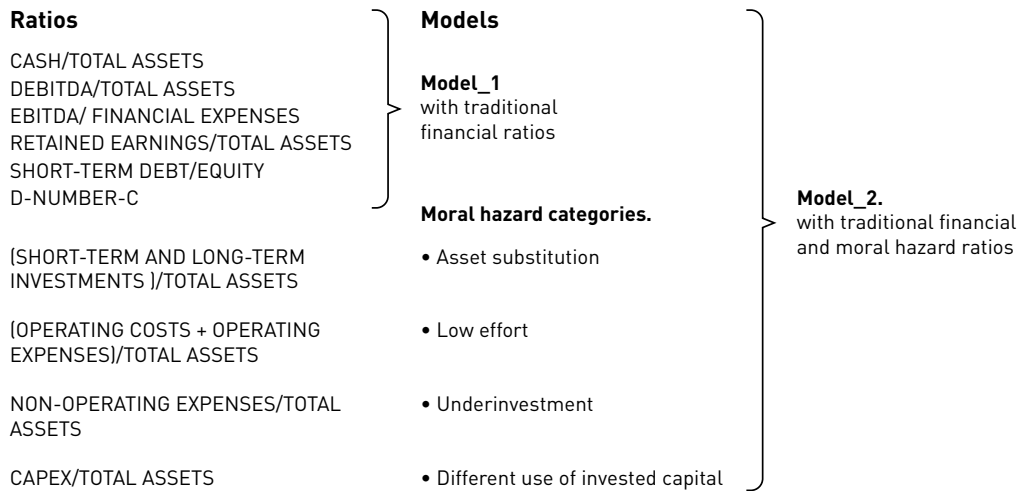 Ratios
CASH/TOTAL ASSETS
DEBITDA/TOTAL ASSETS
EBITDA/ FINANCIAL EXPENSES
RETAINED EARNINGS/TOTAL ASSETS
SHORT-TERM DEBT/EQUITY
D-NUMBER-C
(SHORT-TERM AND LONG-TERM
INVESTMENTS )/TOTAL ASSETS
(OPERATING COSTS + OPERATING
EXPENSES)/TOTAL ASSETS
NON-OPERATING EXPENSES/TOTAL
ASSETS
CAPEX/TOTAL ASSETS
Models
Model_1
with traditional
financial ratios
Moral hazard categories.
• Asset substitution
• Low effort
• Underinvestment
• Different use of invested capital
Model_2.
with traditional financial
and moral hazard ratios